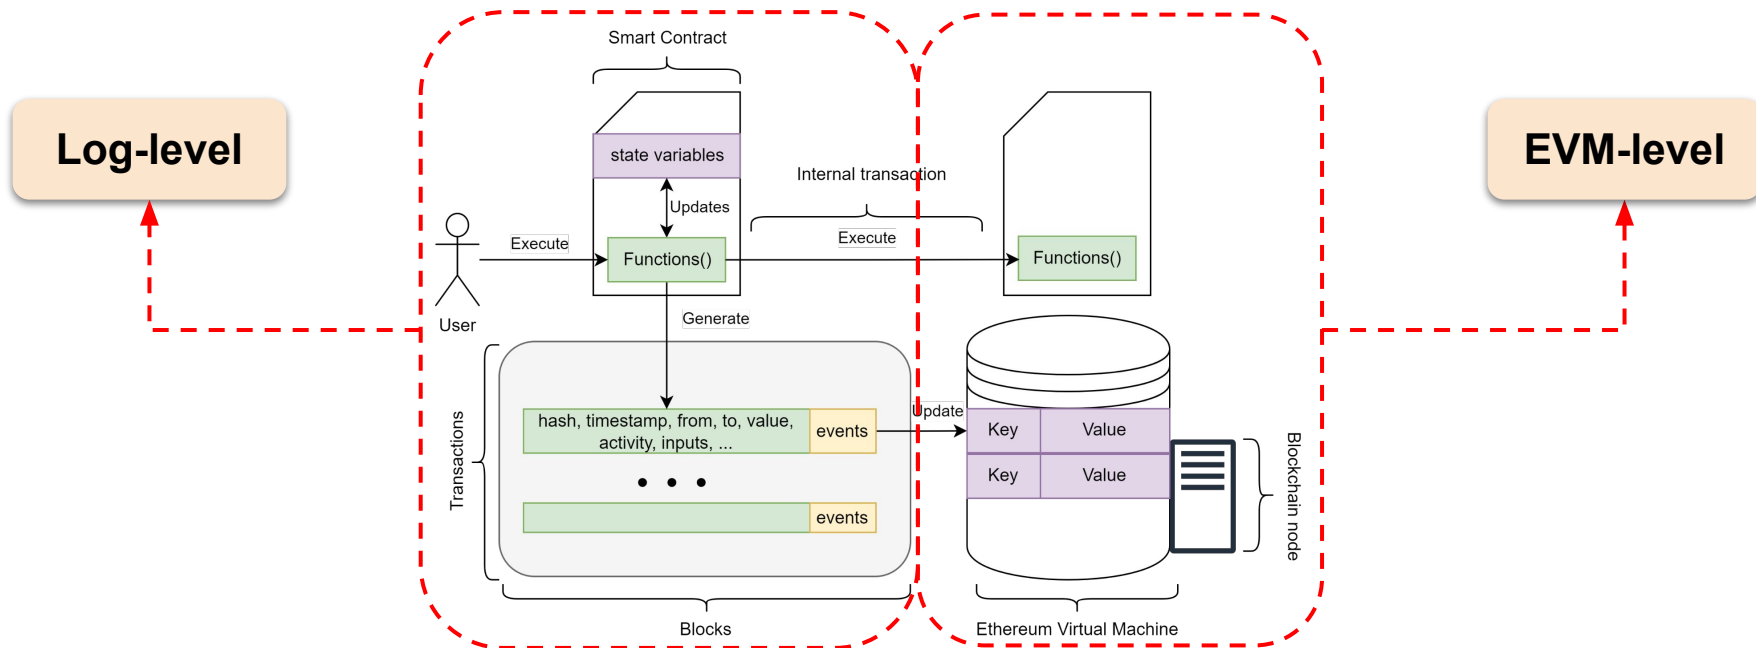 Smart Contract
Log-level
EVM-level
state variables
Internal transaction
Updates
Execute
Execute
Functions()
Functions()
User
Generate
Transactions
hash, timestamp, from, to, value,
activity, inputs, ...
events
Update
Key
Value
Key
Value
Blockchain node
• • •
events
Blocks
Ethereum Virtual Machine